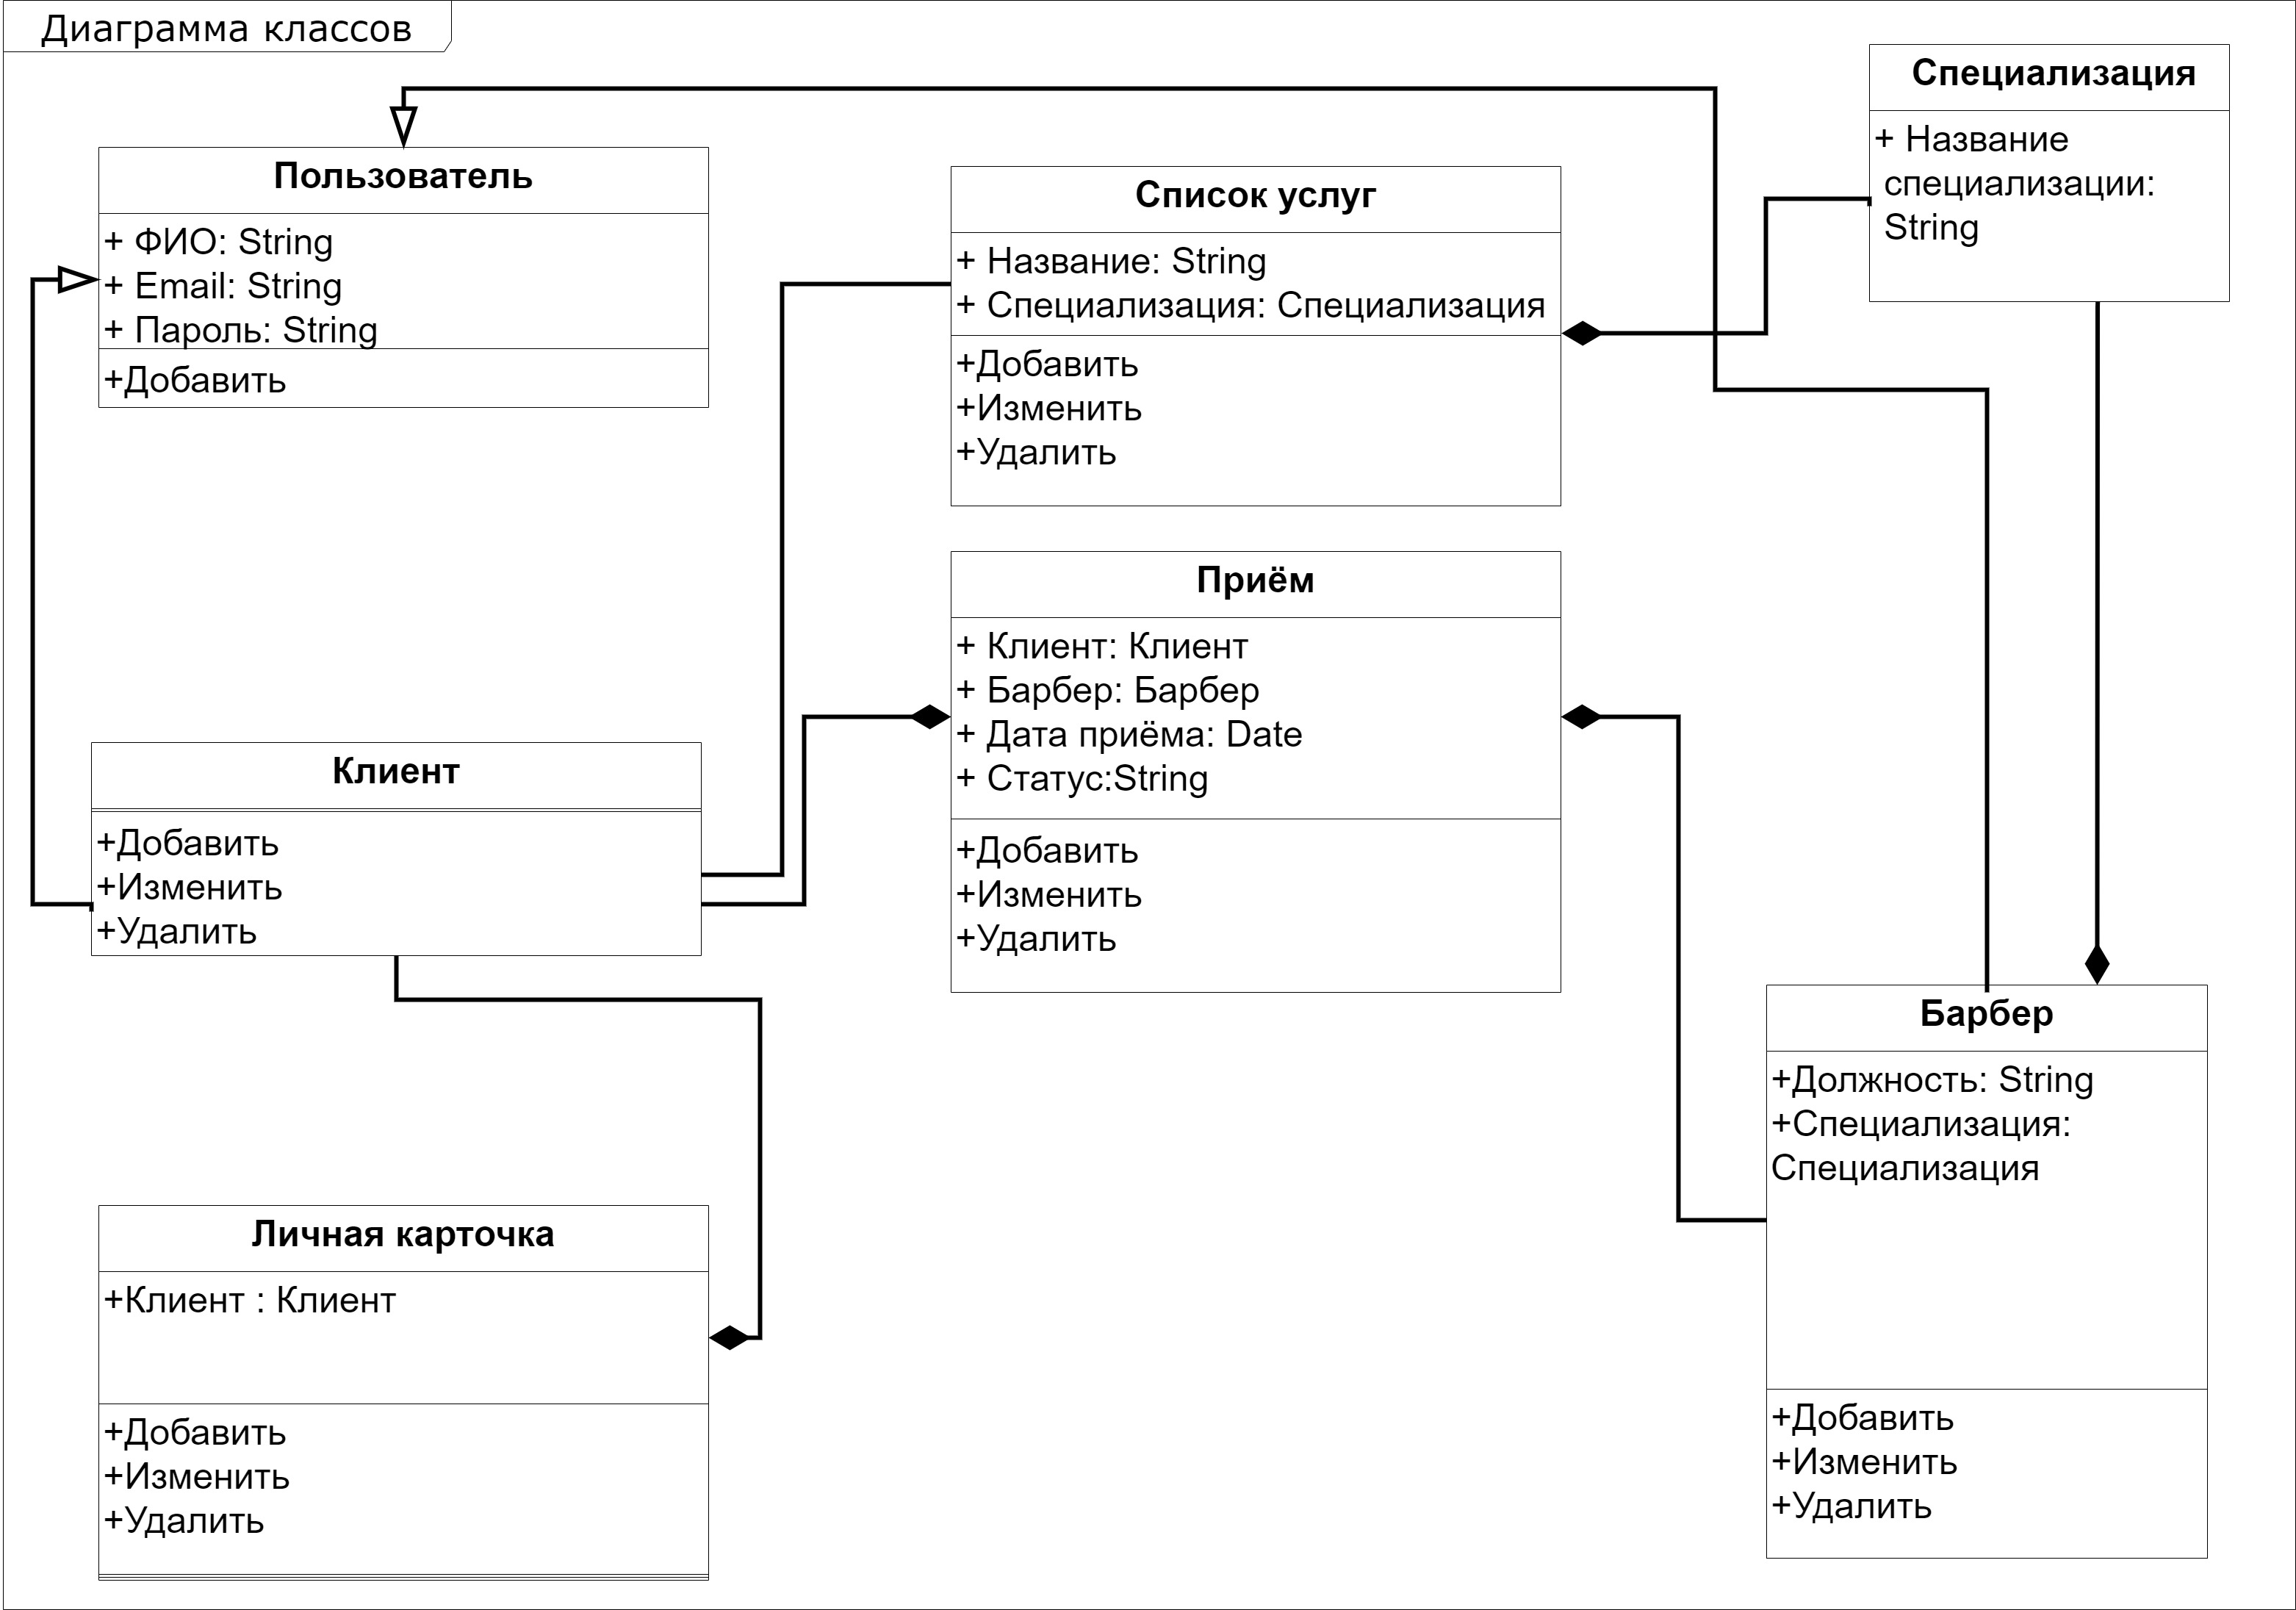 Диаграмма классов
Специализация
+ Название
специализации:
String
Пользователь
+ ФИО: String
+ Email: String
+ Пароль: String
+Добавить
Список услуг
+ Название: String
+ Специализация: Специализация
+Добавить
+Изменить
+Удалить
Приём
+ Клиент: Клиент
+ Барбер: Барбер
+ Дата приёма: Date
+ Статус:String
+Добавить
+Изменить
+Удалить
Клиент
+Добавить
+Изменить
+Удалить
Барбер
+Должность: String
+Специализация:
Специализация
+Добавить
+Изменить
+Удалить
Личная карточка
+Клиент : Клиент
+Добавить
+Изменить
+Удалить